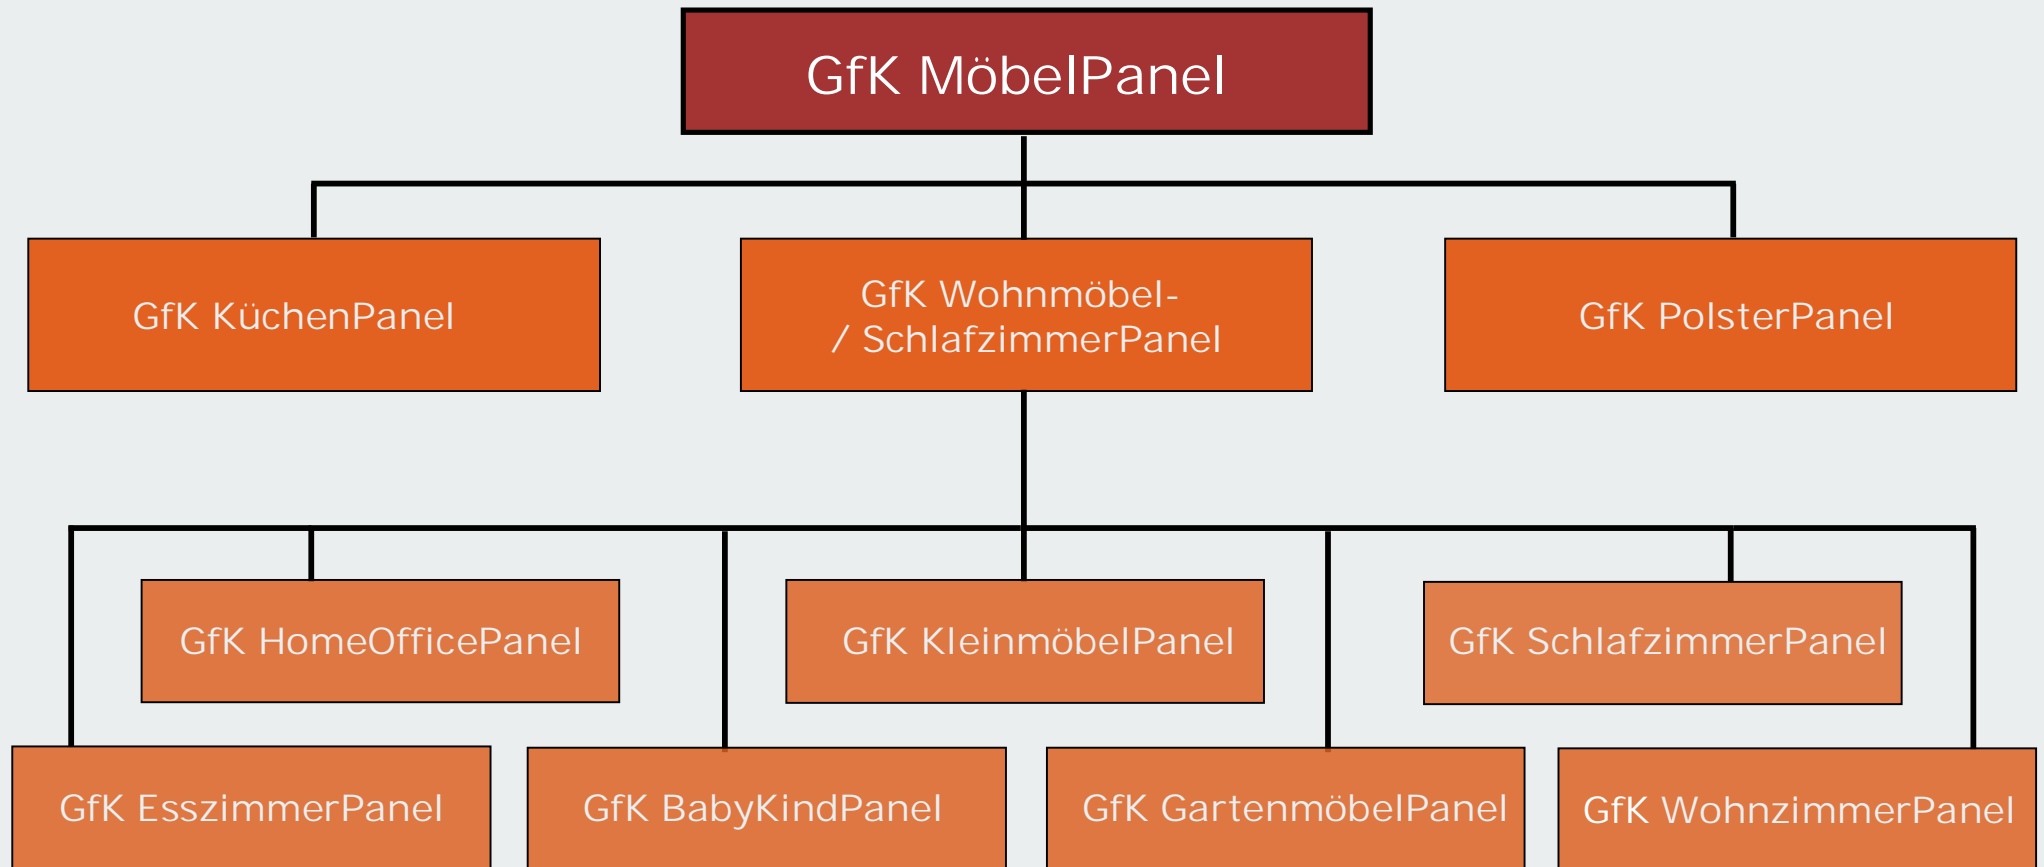 GfK MöbelPanel
GfK KüchenPanel
GfK Wohnmöbel-
/ SchlafzimmerPanel
GfK PolsterPanel
GfK HomeOfficePanel
GfK KleinmöbelPanel
GfK SchlafzimmerPanel
GfK EsszimmerPanel
GfK BabyKindPanel
GfK GartenmöbelPanel
GfK WohnzimmerPanel